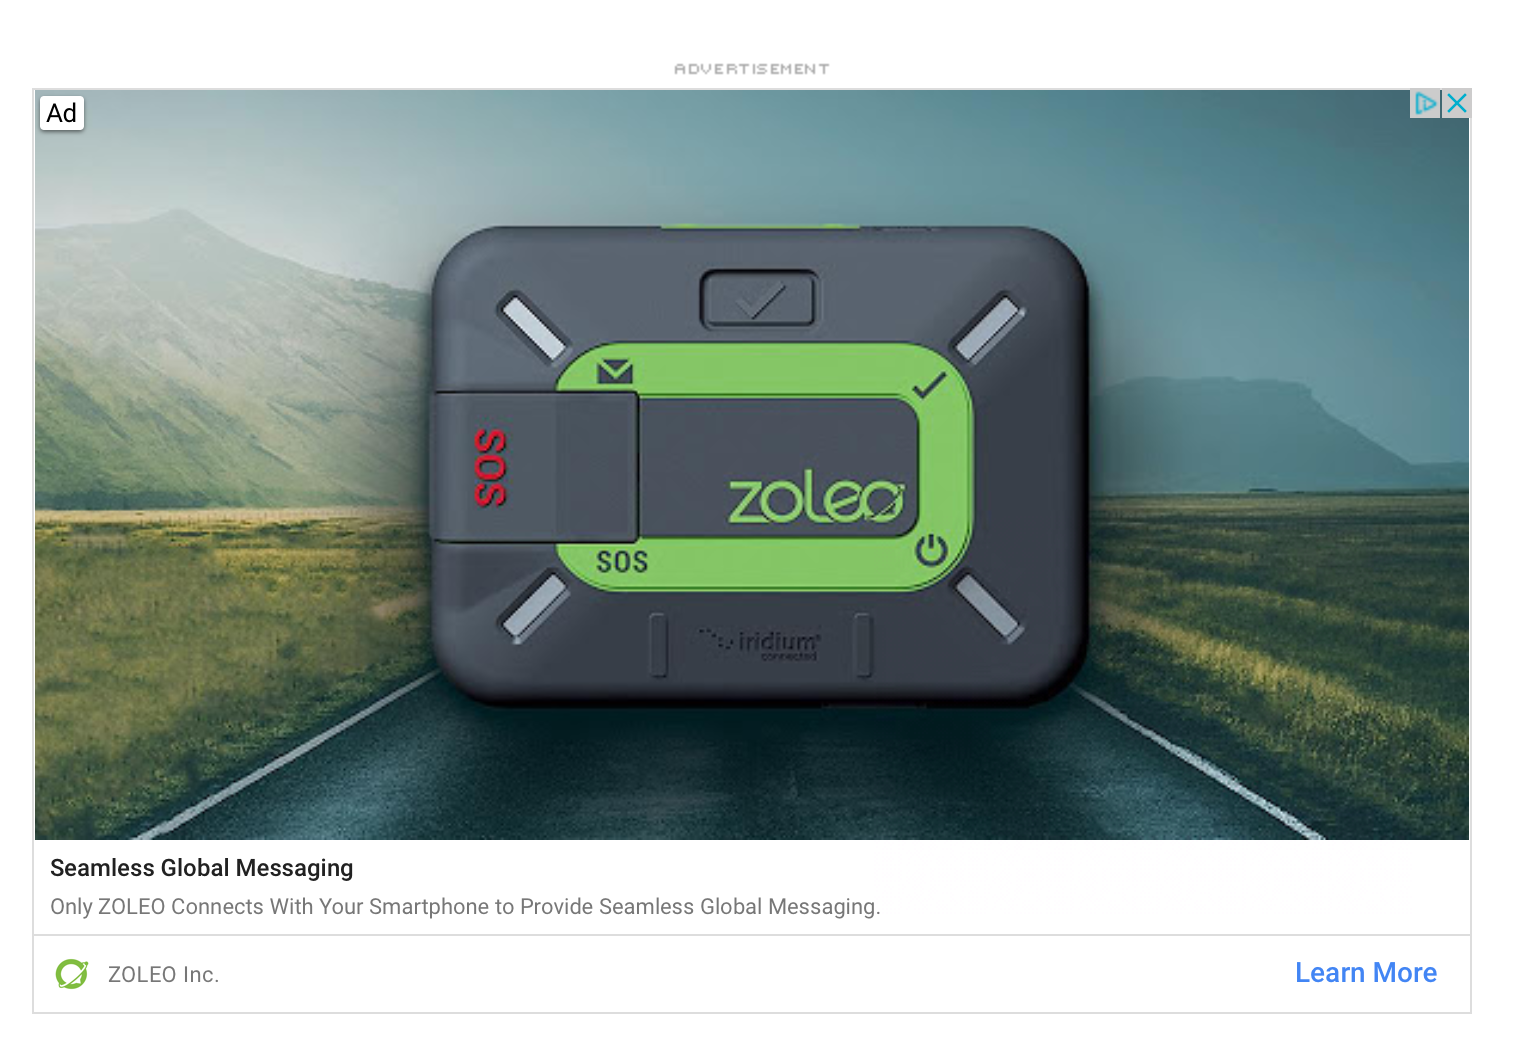 ADVERTISEMENT
Ad
SOS
zoleo
SOS
iridium®
connected
Seamless Global Messaging
Only ZOLEO Connects With Your Smartphone to Provide Seamless Global Messaging.
ZOLEO Inc.
Learn More